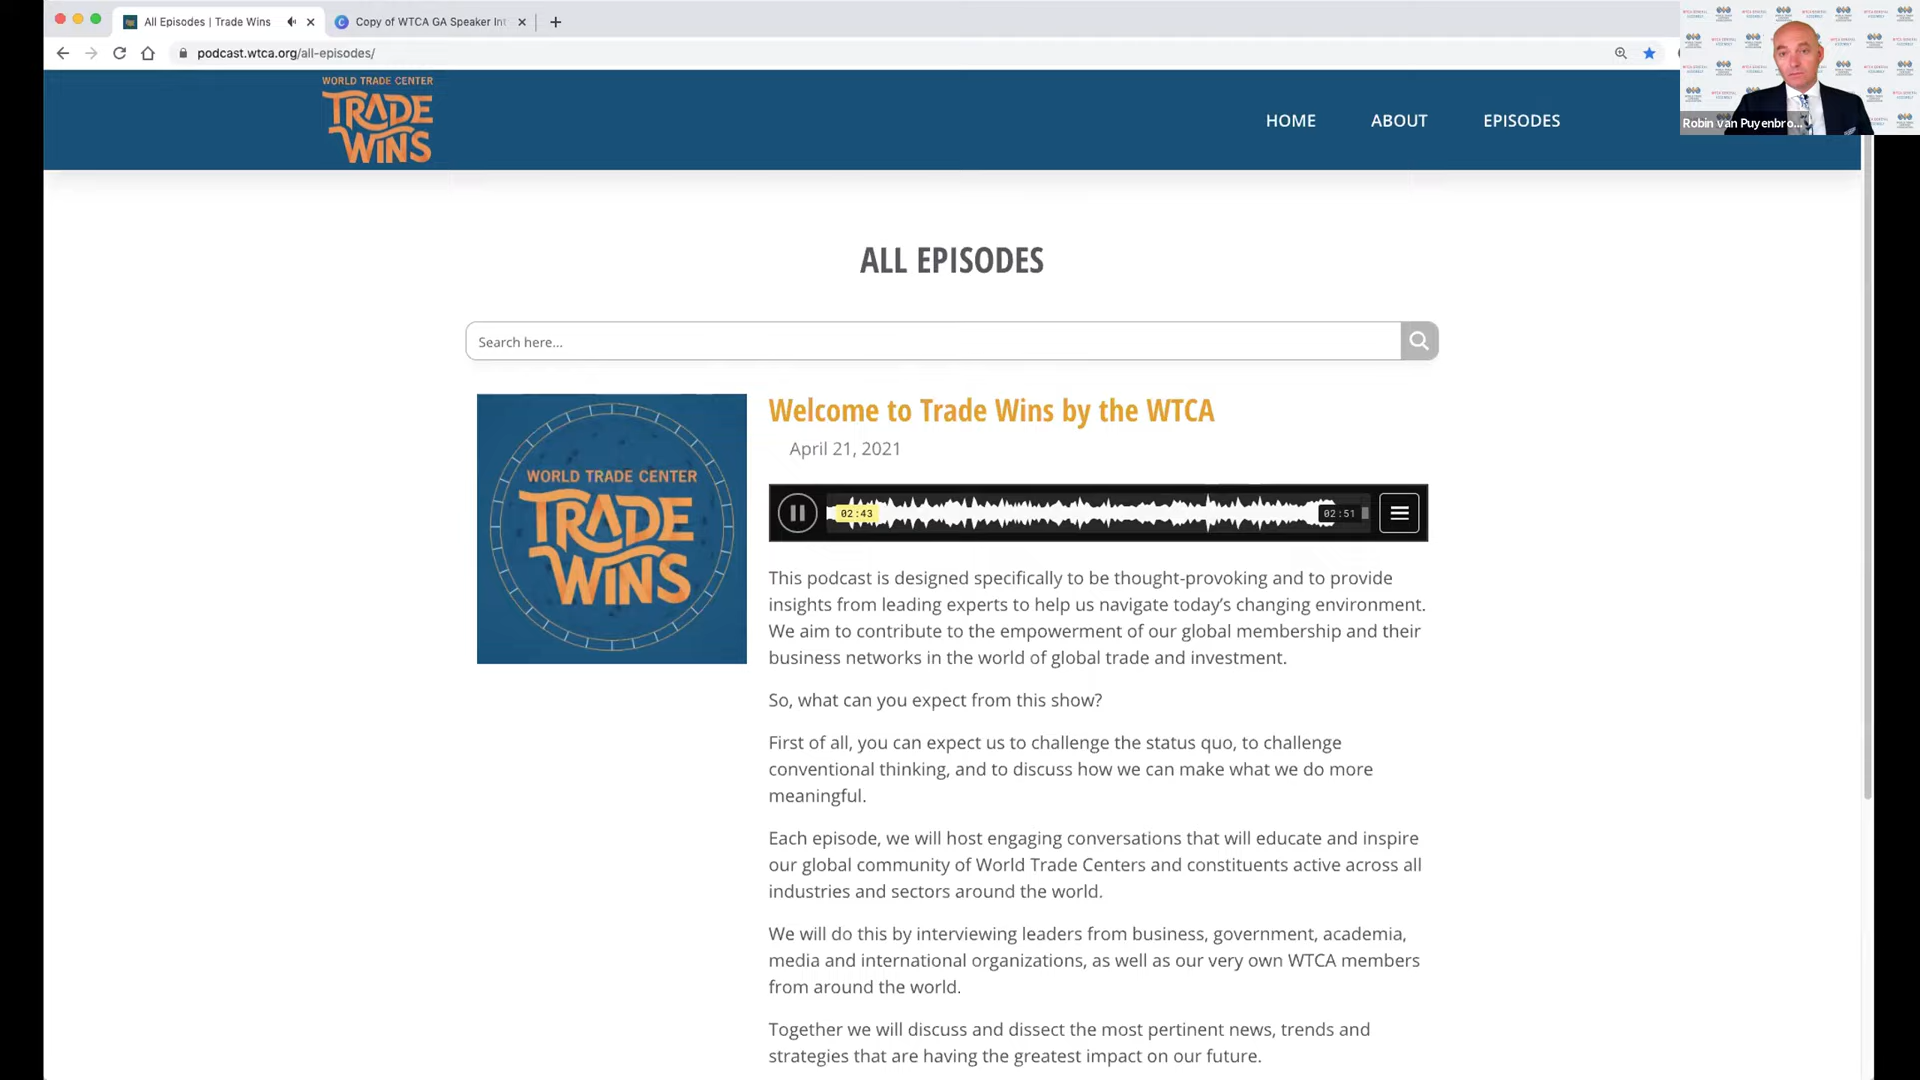 All Episodes | Trade Wins
Copy of WTCA GA Speaker Int
podcast.wtca.org/all-episodes/
WORLD TRADE CENTER
TRADE
WINS
HOME
ABOUT
EPISODES
Robin van Puyenbro...
ALL EPISODES
Search here...
WORLD TRADE CENTER
TRADE
WINS
Welcome to Trade Wins by the WTCA
April 21, 2021
02:43
02:51
This podcast is designed specifically to be thought-provoking and to provide
insights from leading experts to help us navigate today's changing environment.
We aim to contribute to the empowerment of our global membership and their
business networks in the world of global trade and investment.
So, what can you expect from this show?
First of all, you can expect us to challenge the status quo, to challenge
conventional thinking, and to discuss how we can make what we do more
meaningful.
Each episode, we will host engaging conversations that will educate and inspire
our global community of World Trade Centers and constituents active across all
industries and sectors around the world.
We will do this by interviewing leaders from business, government, academia,
media and international organizations, as well as our very own WTCA members
from around the world.
Together we will discuss and dissect the most pertinent news, trends and
strategies that are having the greatest impact on our future.